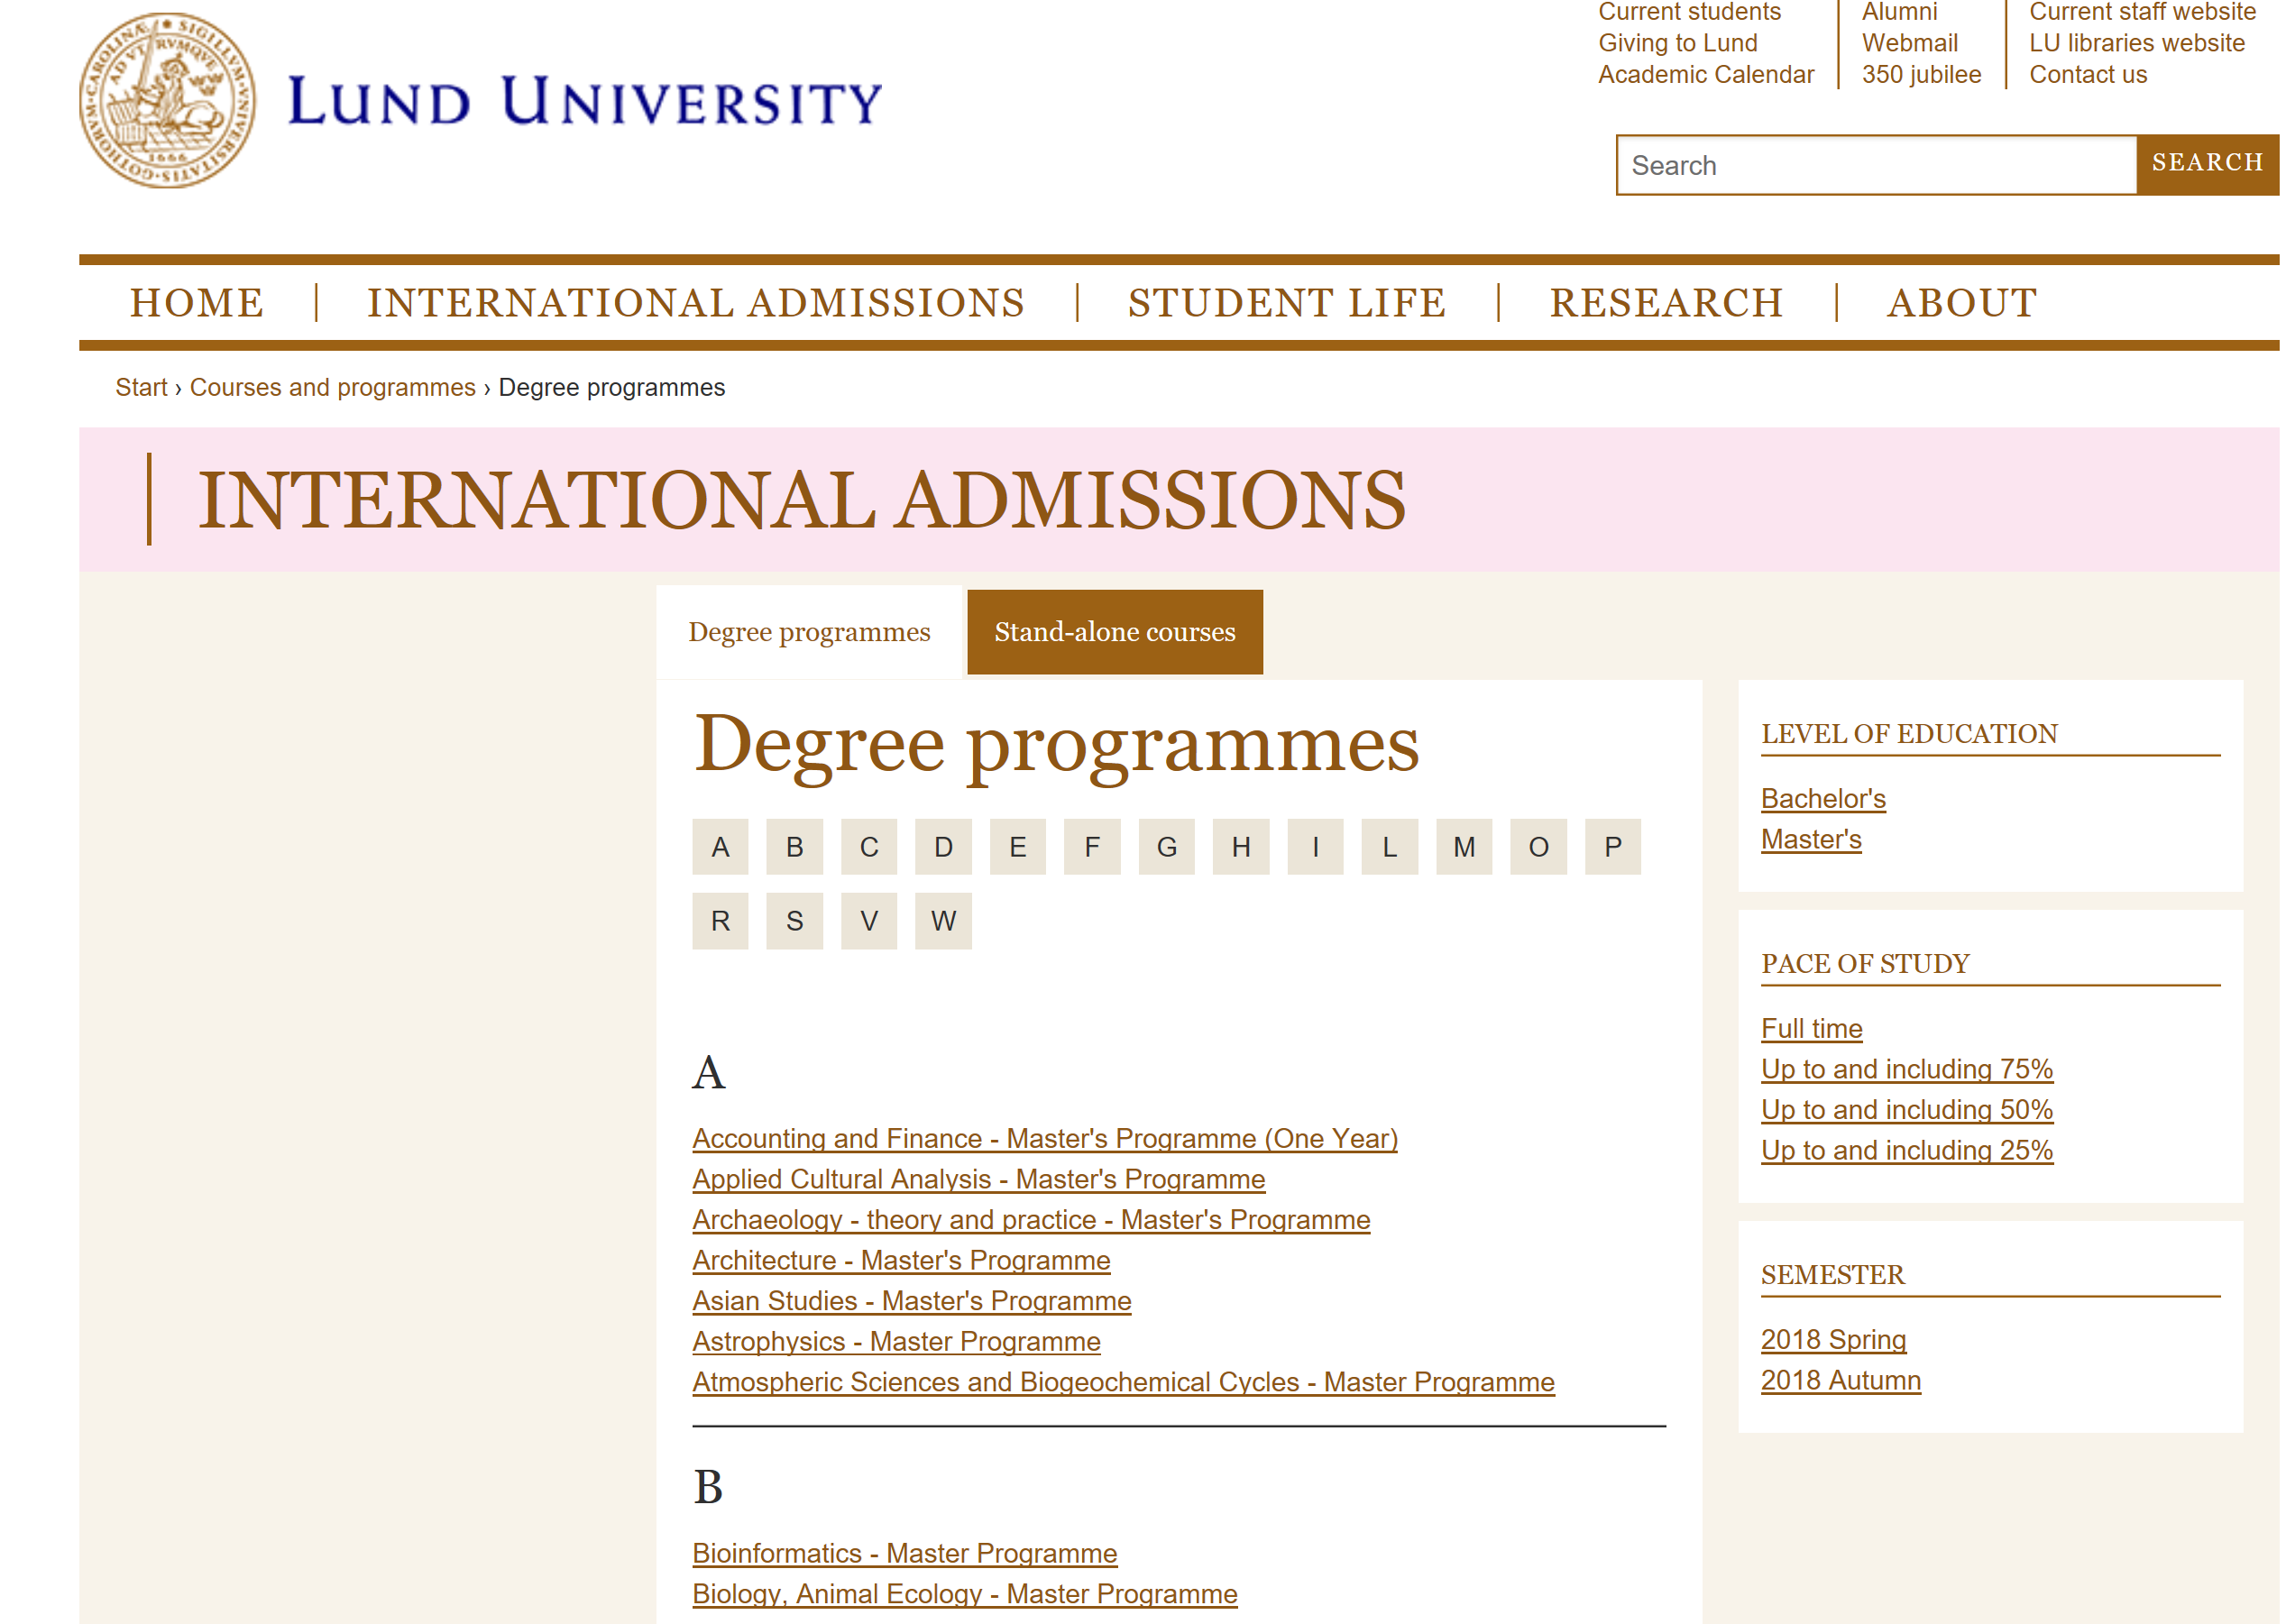 SIGILLVM·VNIVERSITATIS·GOTHORVM·CAROLINÆ
AD VTRVMQVE
1666
LUND UNIVERSITY
Current students
Giving to Lund
Academic Calendar
Alumni
Webmail
350 jubilee
Current staff website
LU libraries website
Contact us
Search
SEARCH
HOME INTERNATIONAL ADMISSIONS STUDENT LIFE RESEARCH ABOUT
Start › Courses and programmes › Degree programmes
INTERNATIONAL ADMISSIONS
Degree programmes Stand-alone courses
Degree programmes
A B C D E F G H I L M O P
R S V W
A
Accounting and Finance - Master's Programme (One Year)
Applied Cultural Analysis - Master's Programme
Archaeology - theory and practice - Master's Programme
Architecture - Master's Programme
Asian Studies - Master's Programme
Astrophysics - Master Programme
Atmospheric Sciences and Biogeochemical Cycles - Master Programme
B
Bioinformatics - Master Programme
Biology, Animal Ecology - Master Programme
LEVEL OF EDUCATION
Bachelor's
Master's
PACE OF STUDY
Full time
Up to and including 75%
Up to and including 50%
Up to and including 25%
SEMESTER
2018 Spring
2018 Autumn